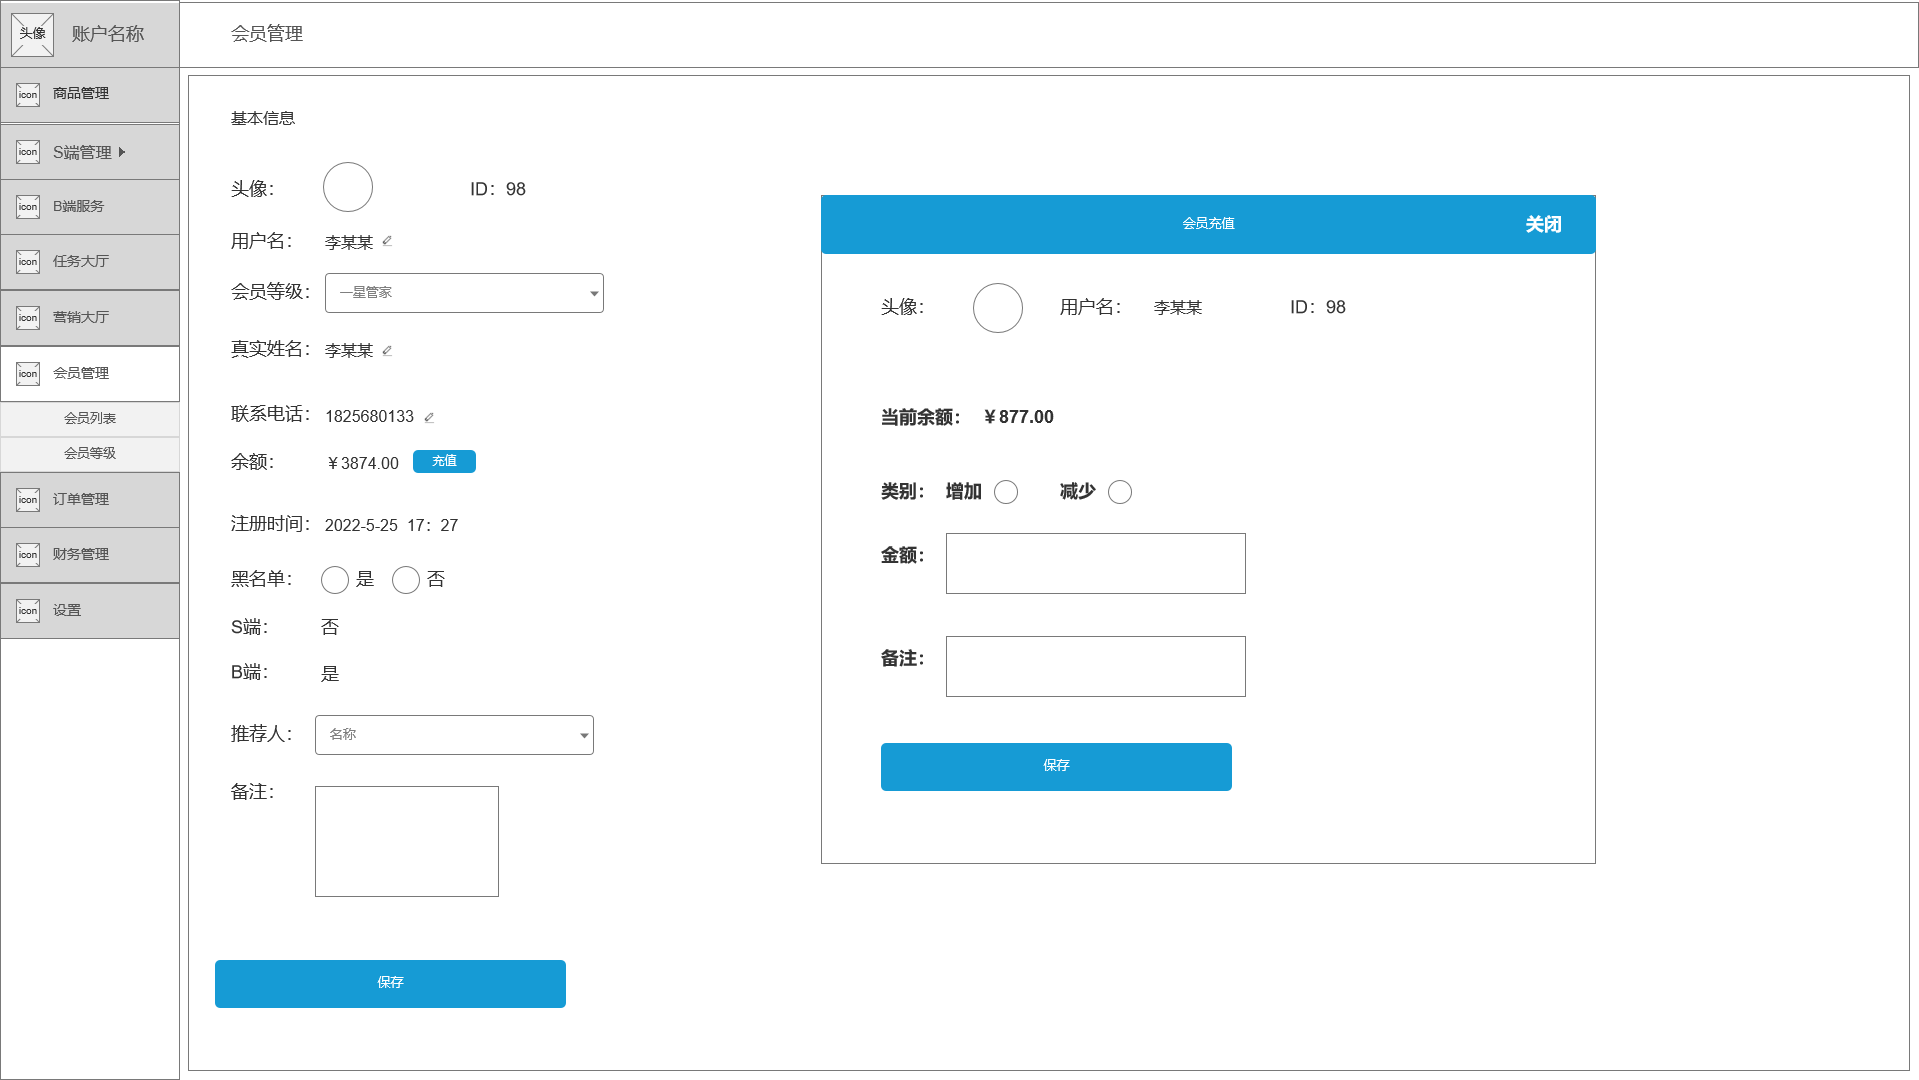 头像
账户名称
会员管理
icon 商品管理
icon S端管理
icon B端服务
icon 任务大厅
icon 营销大厅
icon 会员管理
会员列表
会员等级
icon 订单管理
icon 财务管理
icon 设置
基本信息
头像： ID：98
用户名： 李某某
会员等级： 一星管家
真实姓名： 李某某
联系电话： 1825680133
余额： ￥3874.00 充值
注册时间： 2022-5-25 17：27
黑名单： 是 否
S端： 否
B端： 是
推荐人： 名称
备注：
保存
会员充值 关闭
头像： 用户名： 李某某 ID：98
当前余额： ￥877.00
类别： 增加 减少
金额：
备注：
保存